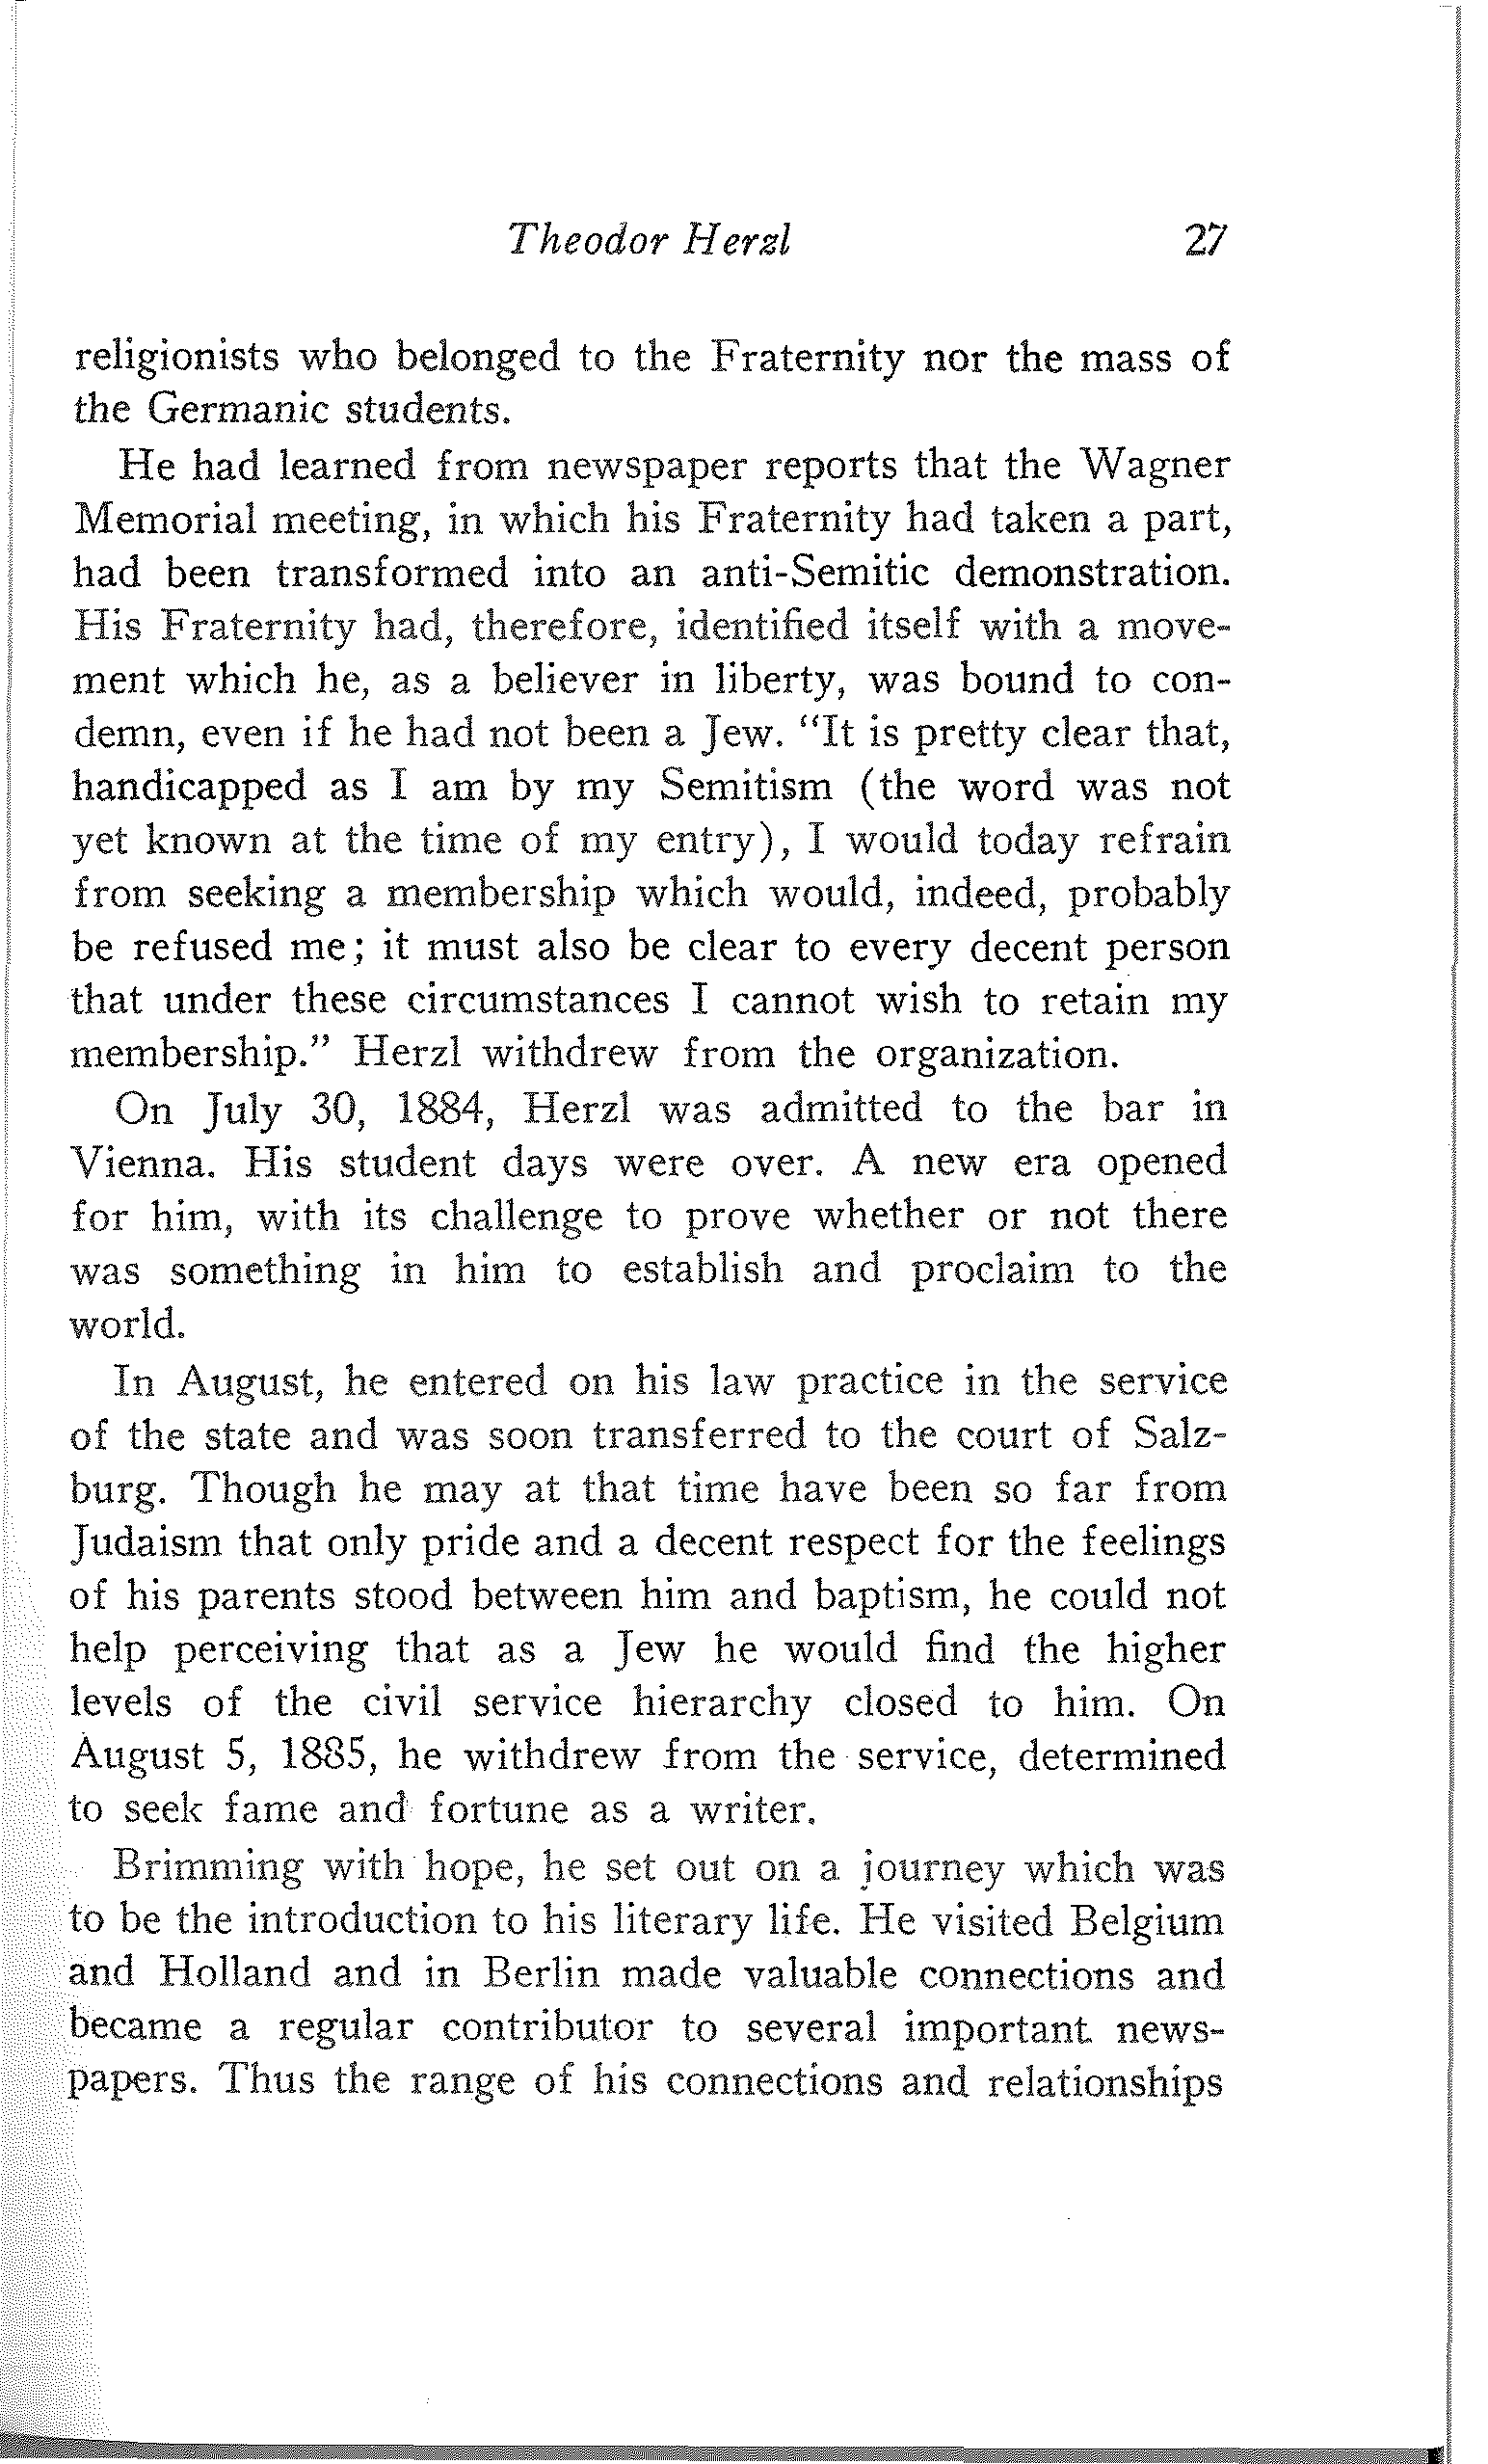 Theodor Herzl 27
religionists who belonged to the Fraternity nor the mass of
the Germanic students.
He had learned from newspaper reports that the Wagner
Memorial meeting, in which his Fraternity had taken a part,
had been transformed into an anti-Semitic demonstration.
His Fraternity had, therefore, identified itself with a move-
ment which he, as a believer in liberty, was bound to con-
demn, even if he had not been a Jew. “It is pretty clear that,
handicapped as I am by my Semitism (the word was not
yet known at the time of my entry), I would today refrain
from seeking a membership which would, indeed, probably
be refused me; it must also be clear to every decent person
that under these circumstances I cannot wish to retain my
membership.” Herzl withdrew from the organization.
On July 30, 1884, Herzl was admitted to the bar in
Vienna. His student days were over. A new era opened
for him, with its challenge to prove whether or not there
was something in him to establish and proclaim to the
world.
In August, he entered on his law practice in the service
of the state and was soon transferred to the court of Salz-
burg. Though he may at that time have been so far from
Judaism that only pride and a decent respect for the feelings
of his parents stood between him and baptism, he could not
help perceiving that as a Jew he would find the higher
levels of the civil service hierarchy closed to him. On
August 5, 1885, he withdrew from the service, determined
to seek fame and fortune as a writer.
Brimming with hope, he set out on a journey which was
to be the introduction to his literary life. He visited Belgium
and Holland and in Berlin made valuable connections and
became a regular contributor to several important news-
papers. Thus the range of his connections and relationships